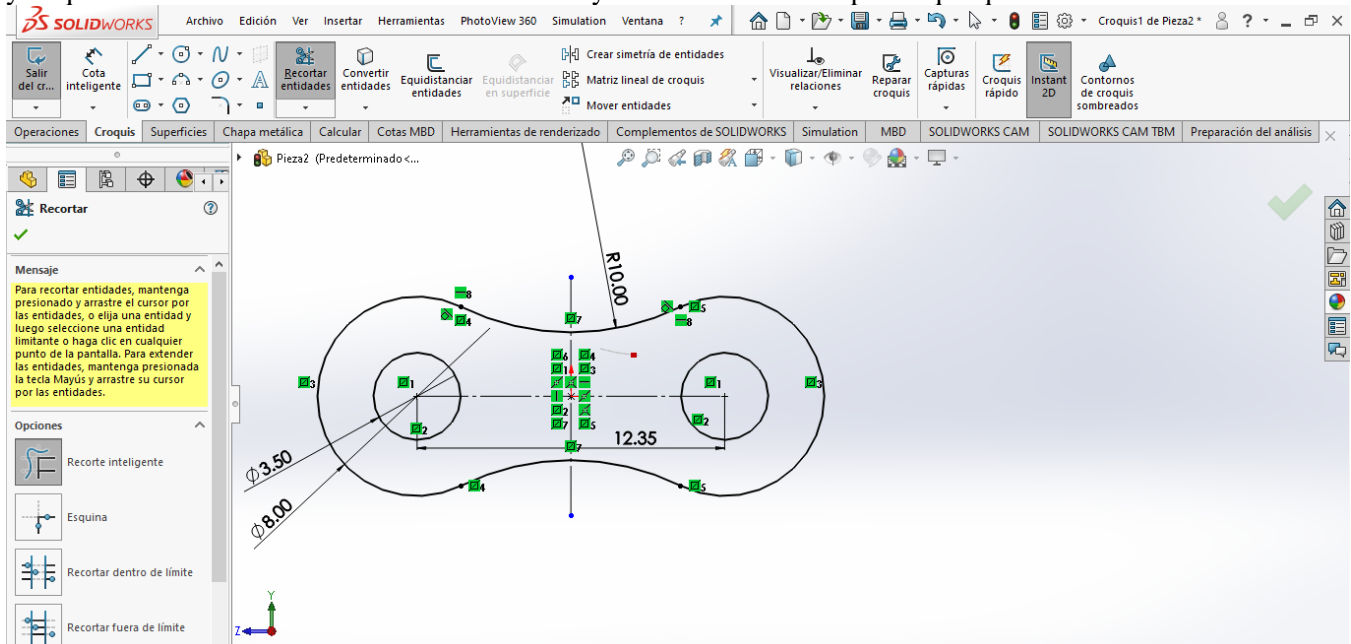 SOLIDWORKS
Archivo Edición Ver Insertar Herramientas PhotoView 360 Simulation Ventana ?
Croquis1 de Pieza2 *
Salir del cr...
Cota inteligente
Recortar entidades
Convertir entidades
Equidistanciar entidades
Equidistanciar en superficie
Crear simetría de entidades
Matriz lineal de croquis
Mover entidades
Visualizar/Eliminar relaciones
Reparar croquis
Capturas rápidas
Croquis rápido
Instant 2D
Contornos de croquis sombreados
Operaciones Croquis Superficies Chapa metálica Calcular Cotas MBD Herramientas de renderizado Complementos de SOLIDWORKS Simulation MBD SOLIDWORKS CAM SOLIDWORKS CAM TBM Preparación del análisis
Pieza2 (Predeterminado<...
Recortar
Mensaje
Para recortar entidades, mantenga
presionado y arrastre el cursor por
las entidades, o elija una entidad y
luego seleccione una entidad
limitante o haga clic en cualquier
punto de la pantalla. Para extender
las entidades, mantenga presionada
la tecla Mayús y arrastre su cursor
por las entidades.
Opciones
Recorte inteligente
Esquina
Recortar dentro de límite
Recortar fuera de límite
R10.00
12.35
Ø3.50
Ø8.00
Y
Z